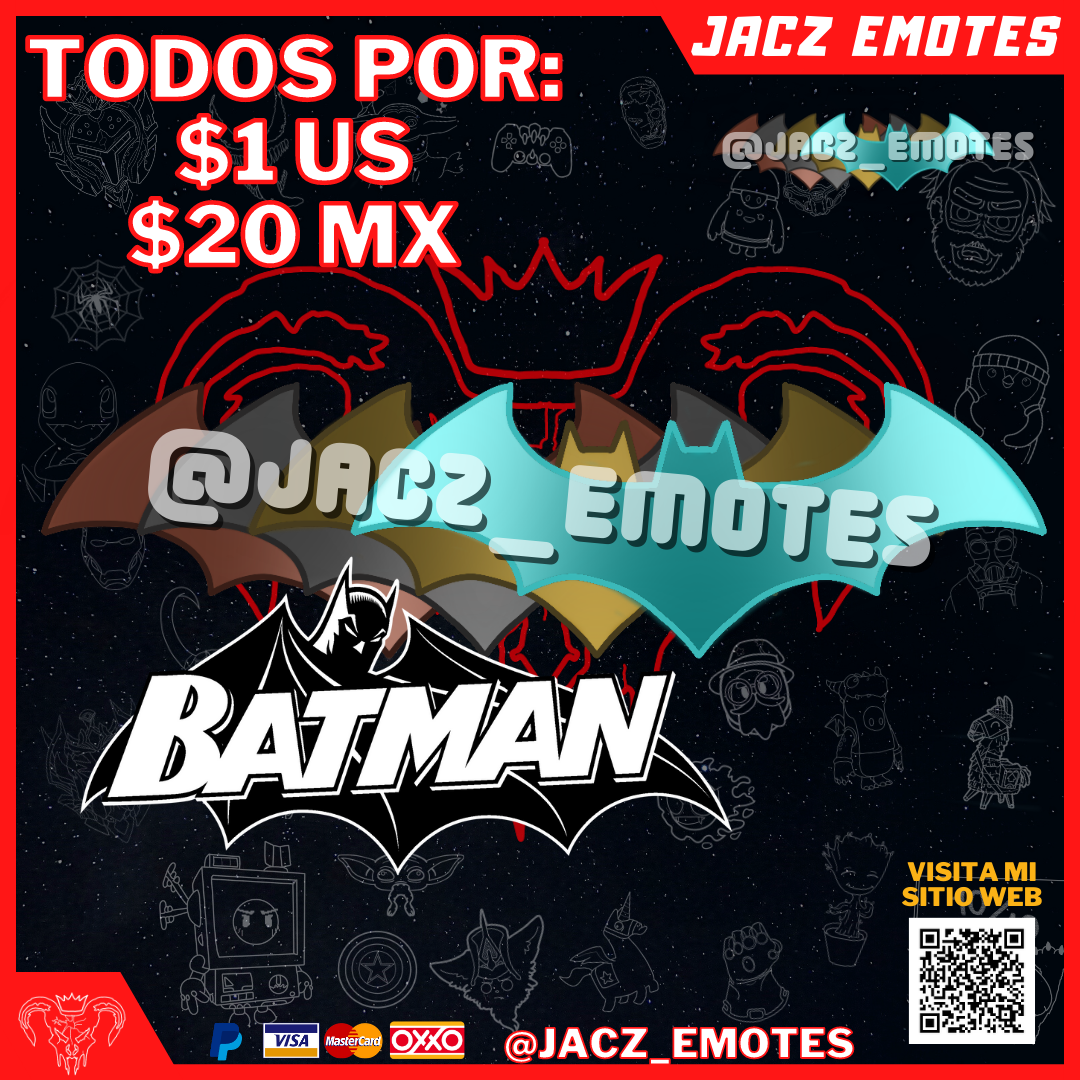 JACZ EMOTES
TODOS POR:
$1 US
$20 MX
@JACZ_EMOTES
@JACZ_EMOTES
BATMAN
VISITA MI
SITIO WEB
P VISA MasterCard OXXO
@JACZ_EMOTES